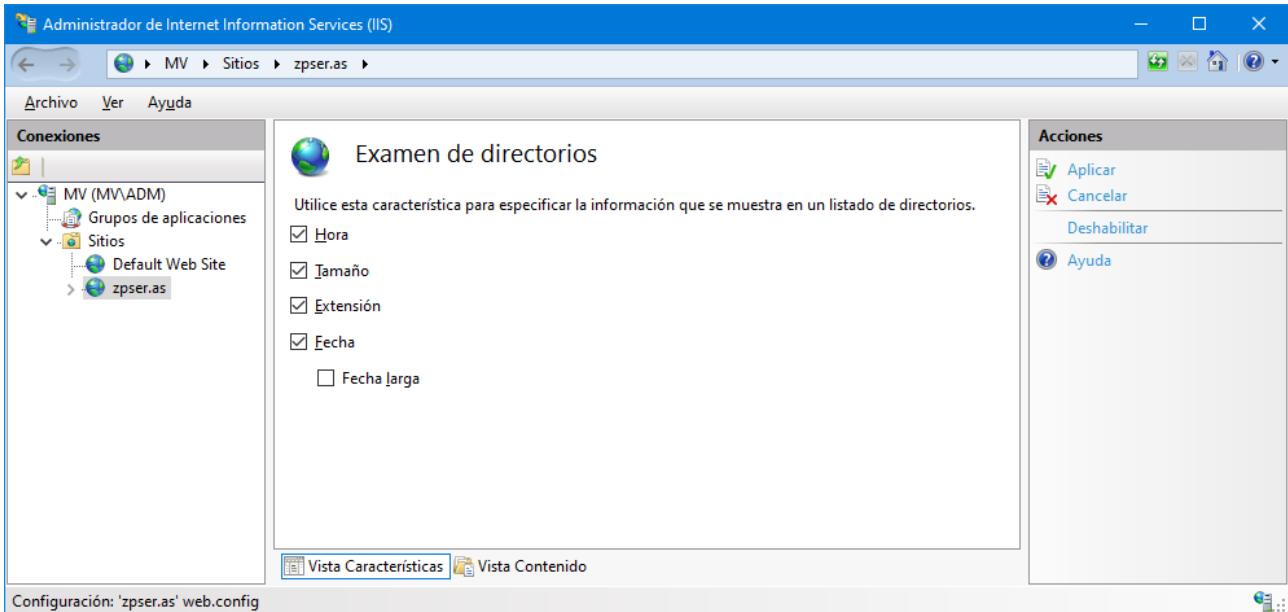 Administrador de Internet Information Services (IIS)
MV Sitios zpser.as
Archivo Ver Ayuda
Conexiones
MV (MV\ADM)
Grupos de aplicaciones
Sitios
Default Web Site
zpser.as
Examen de directorios
Utilice esta característica para especificar la información que se muestra en un listado de directorios.
Hora
Tamaño
Extensión
Fecha
Fecha larga
Vista Características Vista Contenido
Acciones
Aplicar
Cancelar
Deshabilitar
Ayuda
Configuración: 'zpser.as' web.config